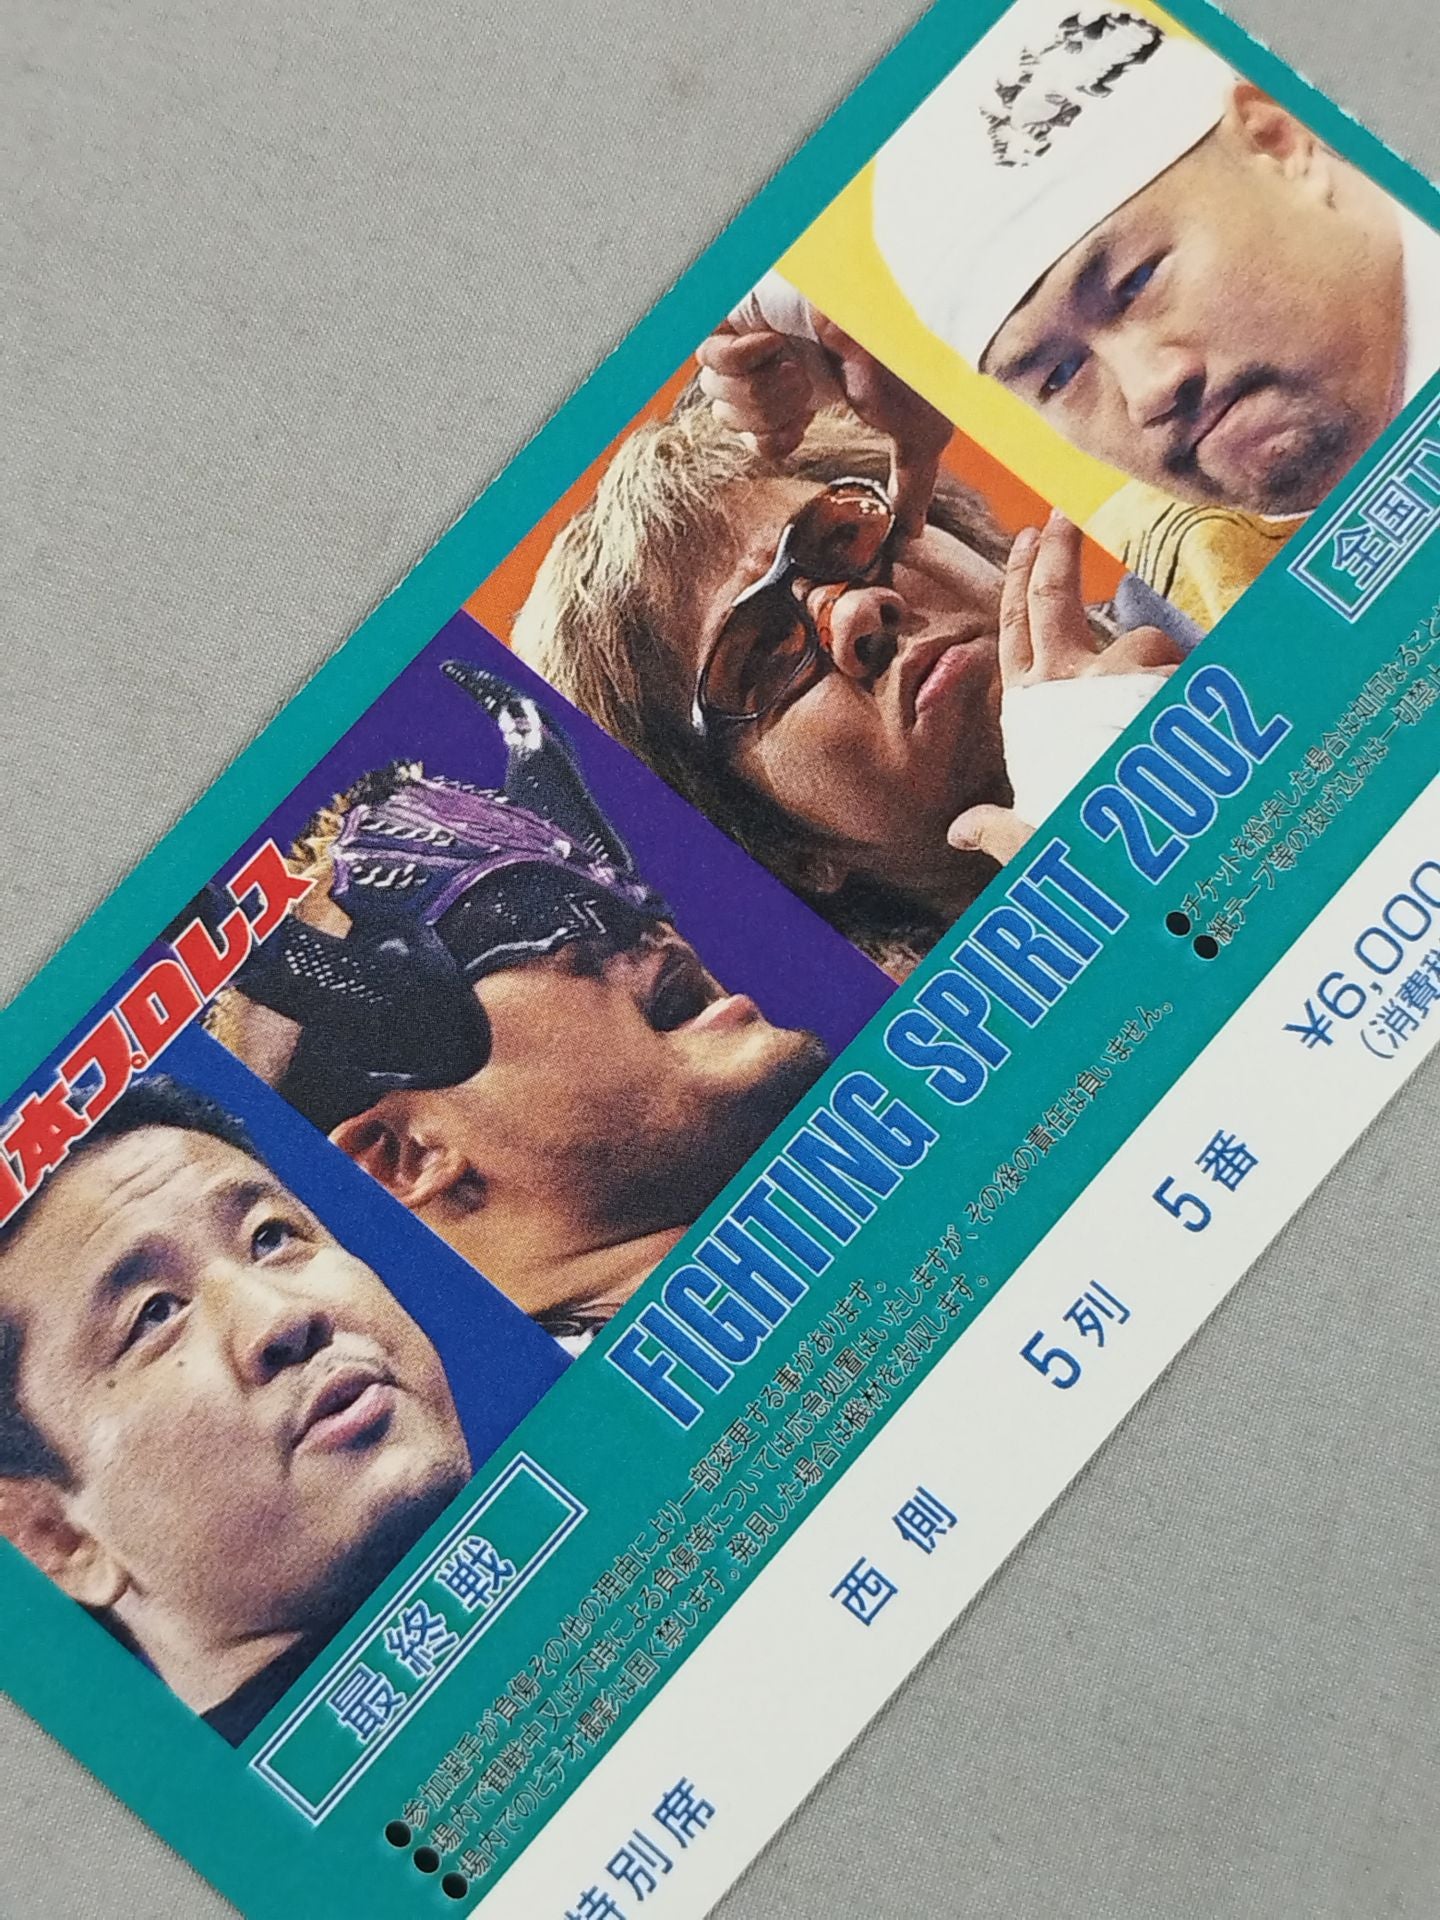 本プロレス
全国TV
FIGHTING SPIRIT 2002
最終戦
●参加選手が負傷その他の理由により一部変更する事があります。
●場内で観戦中又は不時による負傷等については応急処置はいたしますが、その後の責任は負いません。
●場内でのビデオ撮影は固く禁じます。発見した場合は機材を没収します。
●チケットを紛失した場合は如何なること
●紙テープ等の投げ込みは一切禁止
特別席 西側 5列 5番 ¥6,000
(消費税